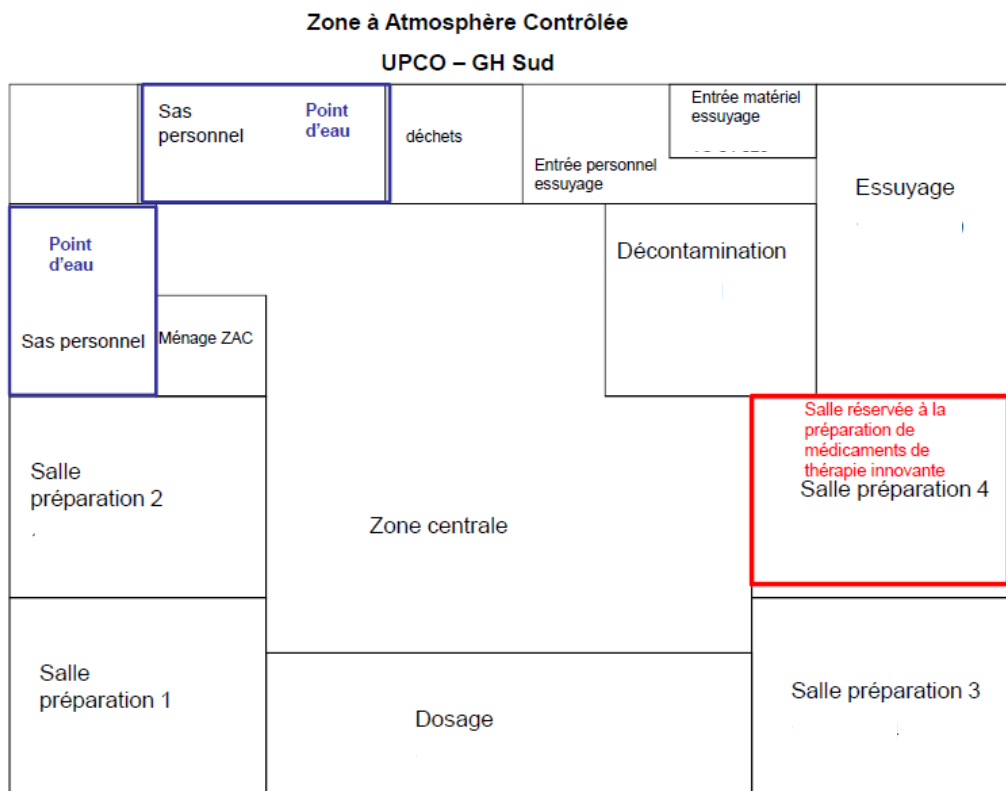 Zone à Atmosphère Contrôlée
UPCO – GH Sud
Sas
personnel
Point
d'eau
déchets
Entrée personnel
essuyage
Entrée matériel
essuyage
Essuyage
Point
d'eau
Sas personnel
Ménage ZAC
Décontamination
Salle
préparation 2
Zone centrale
Salle réservée à la
préparation de
médicaments de
thérapie innovante
Salle préparation 4
Salle
préparation 1
Dosage
Salle préparation 3